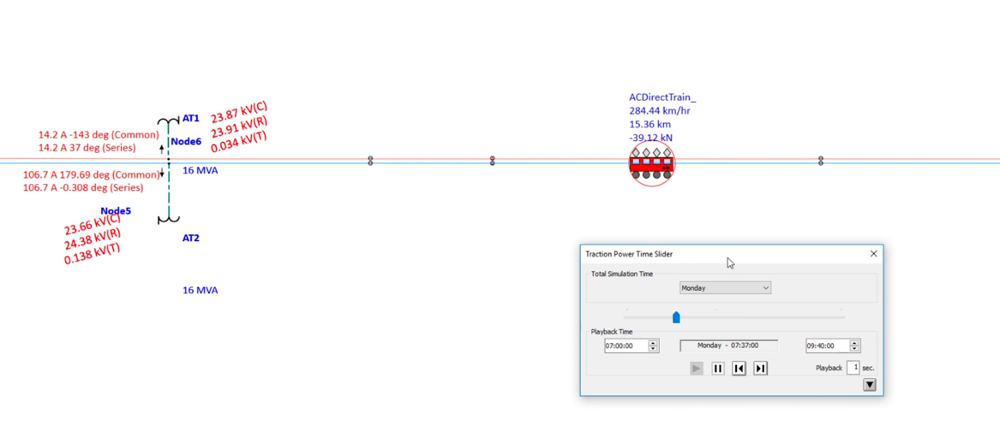 AT1
23.87 kV(C)
23.91 kV(R)
0.034 kV(T)
14.2 A -143 deg (Common)
14.2 A 37 deg (Series)
Node6
16 MVA
106.7 A 179.69 deg (Common)
106.7 A -0.308 deg (Series)
Node5
23.66 kV(C)
24.38 kV(R)
0.138 kV(T)
AT2
16 MVA
ACDirectTrain_
284.44 km/hr
15.36 km
-39.12 kN
Traction Power Time Slider
Total Simulation Time
Monday
Playback Time
07:00:00
Monday - 07:37:00
09:40:00
Playback 1 sec.